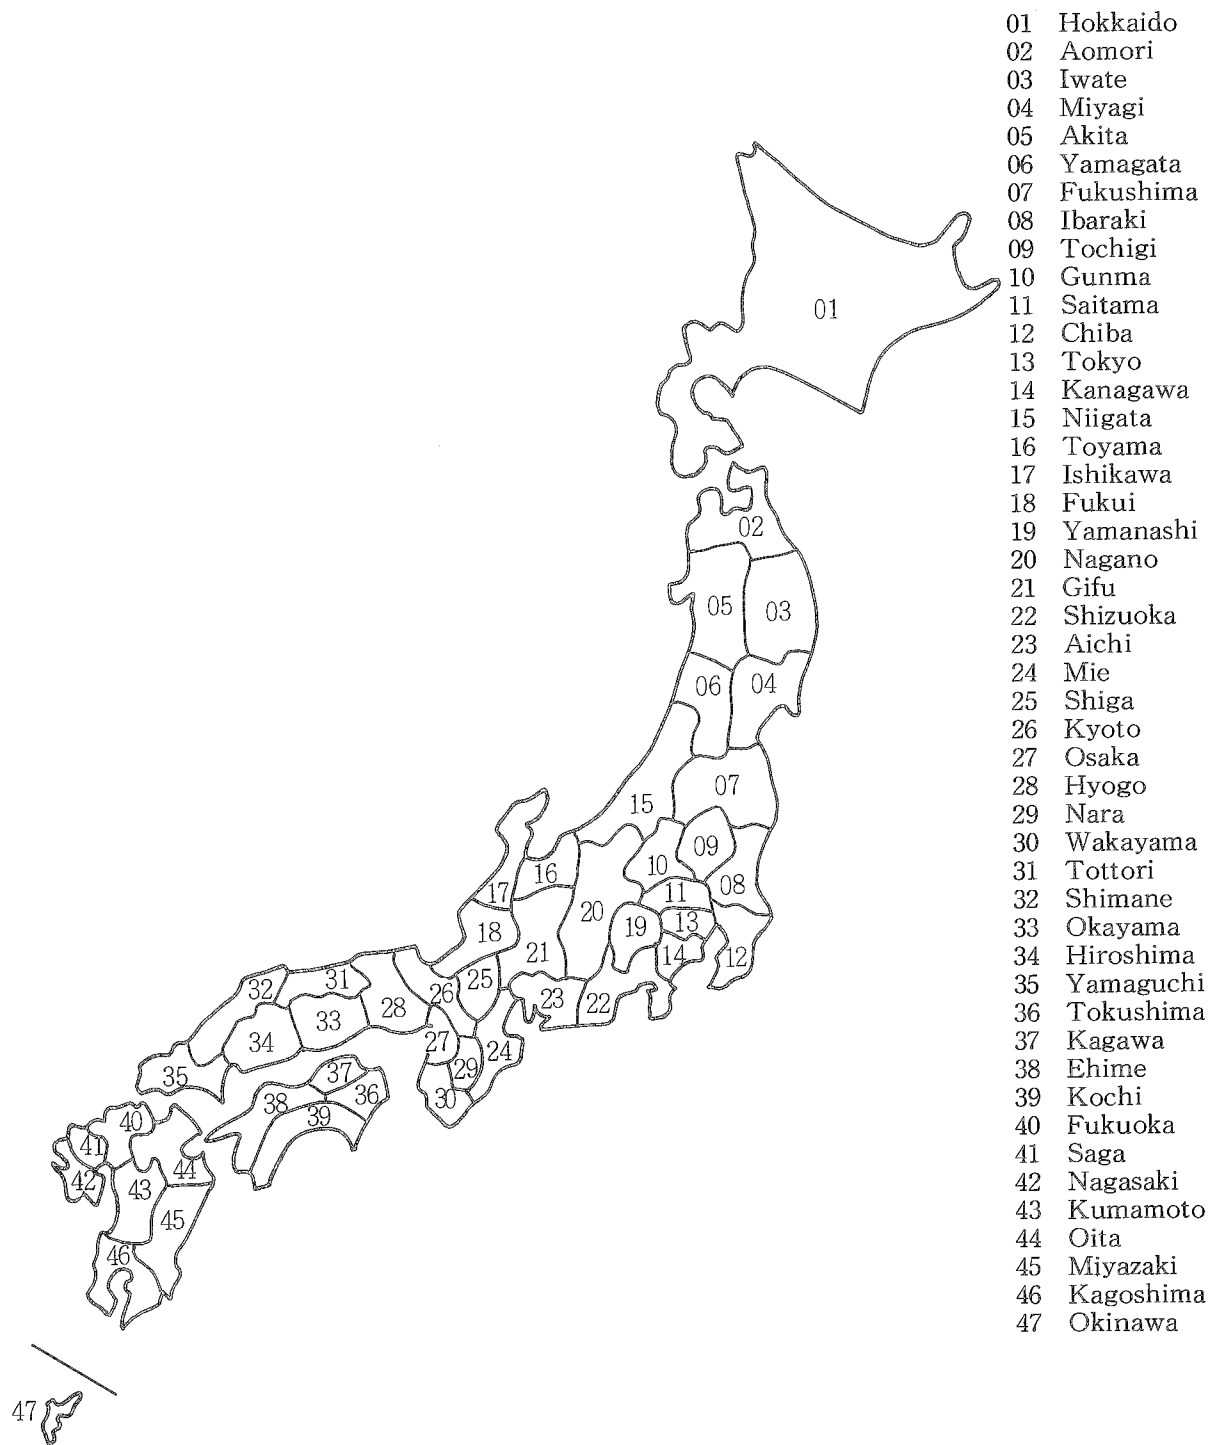 01 Hokkaido
02 Aomori
03 Iwate
04 Miyagi
05 Akita
06 Yamagata
07 Fukushima
08 Ibaraki
09 Tochigi
10 Gunma
11 Saitama
12 Chiba
13 Tokyo
14 Kanagawa
15 Niigata
16 Toyama
17 Ishikawa
18 Fukui
19 Yamanashi
20 Nagano
21 Gifu
22 Shizuoka
23 Aichi
24 Mie
25 Shiga
26 Kyoto
27 Osaka
28 Hyogo
29 Nara
30 Wakayama
31 Tottori
32 Shimane
33 Okayama
34 Hiroshima
35 Yamaguchi
36 Tokushima
37 Kagawa
38 Ehime
39 Kochi
40 Fukuoka
41 Saga
42 Nagasaki
43 Kumamoto
44 Oita
45 Miyazaki
46 Kagoshima
47 Okinawa
01
02
05
03
06
04
07
15
09
10
16
08
17
11
20
13
19
18
21
14
12
25
31
32
26
23
22
28
33
34
27
24
29
37
35
36
30
38
39
40
41
44
42
43
45
46
47